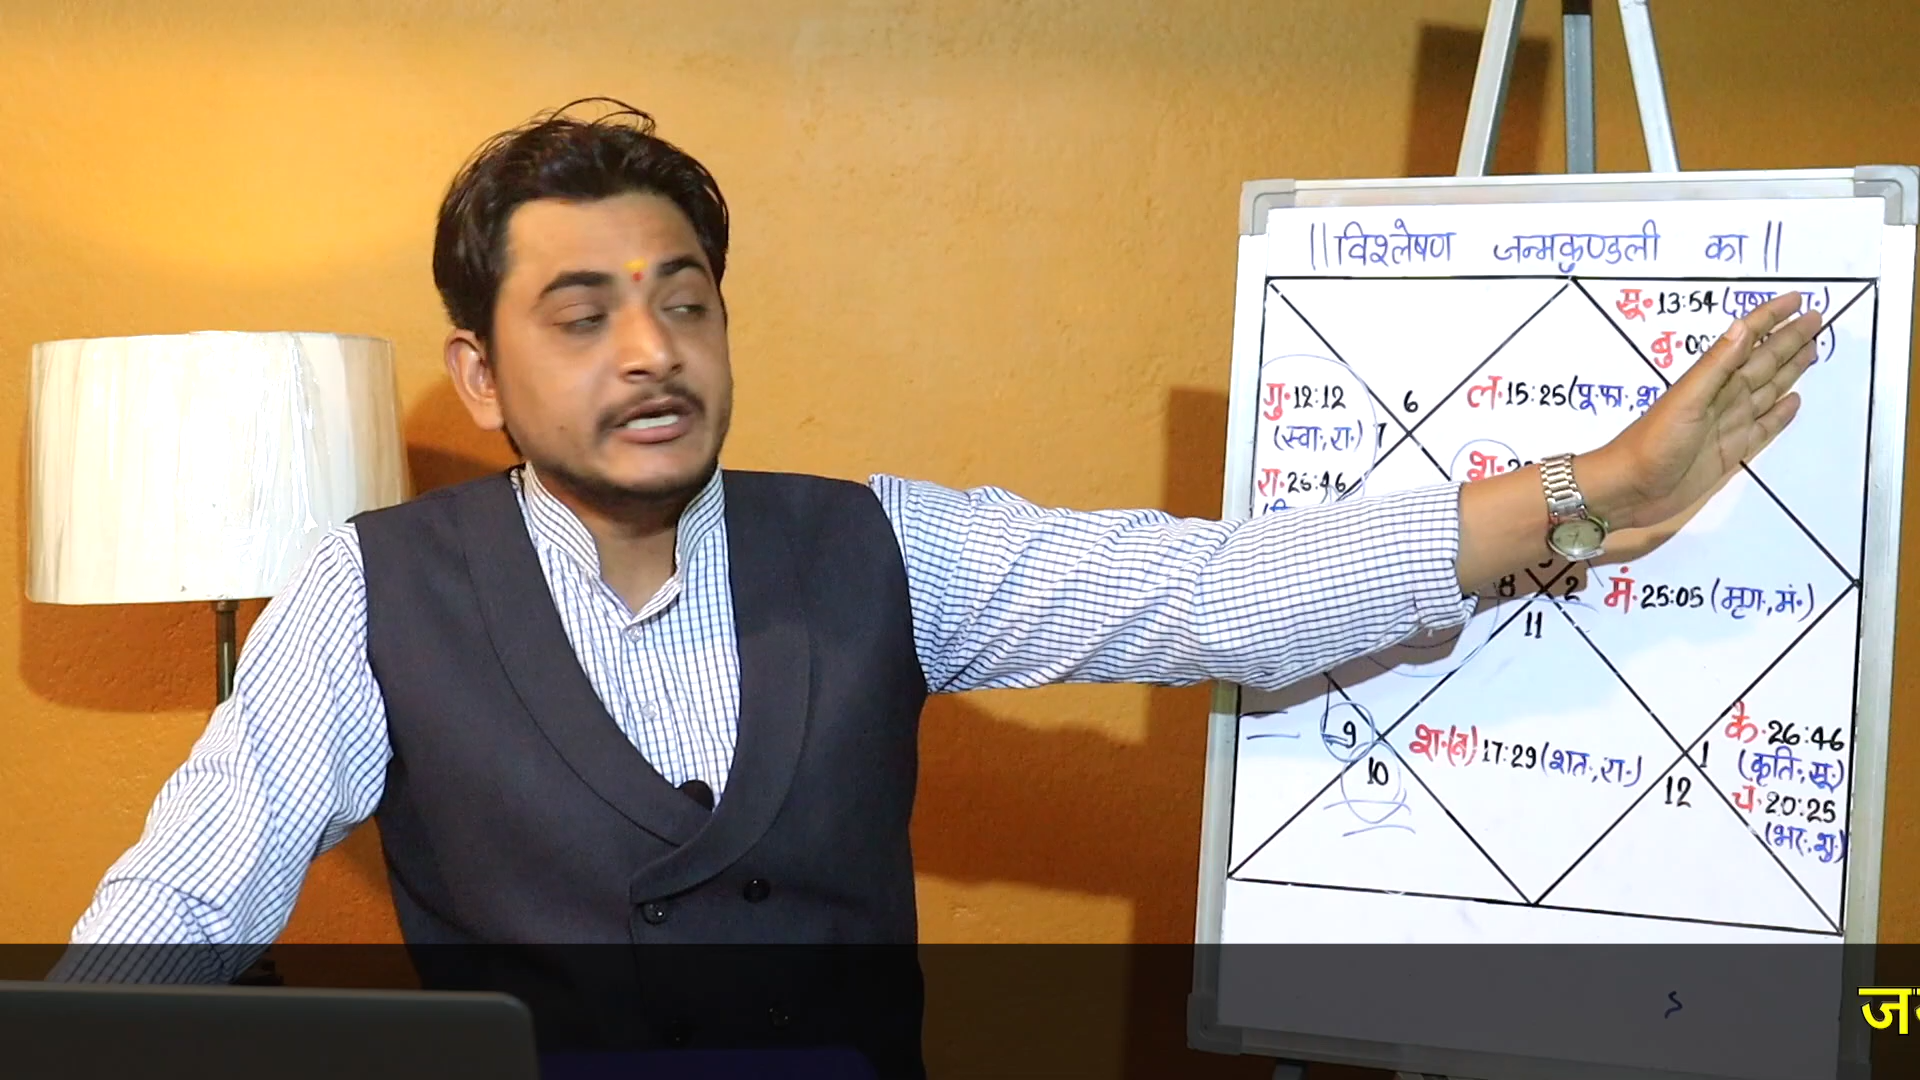 ||विश्लेषण जन्मकुण्डली का||
सू॰13:54
बु॰
गु॰12:12
(स्वा॰,रा॰)
7
6
ल॰15:25(पू॰फा॰,
रा॰26:46
8
2
मं॰25:05(मृग॰,मं॰)
11
9
10
श॰(व)17:29(शत॰,रा॰)
1
12
के॰26:46
(कृति॰,सू॰)
चं॰20:25
(भर॰,शु॰)